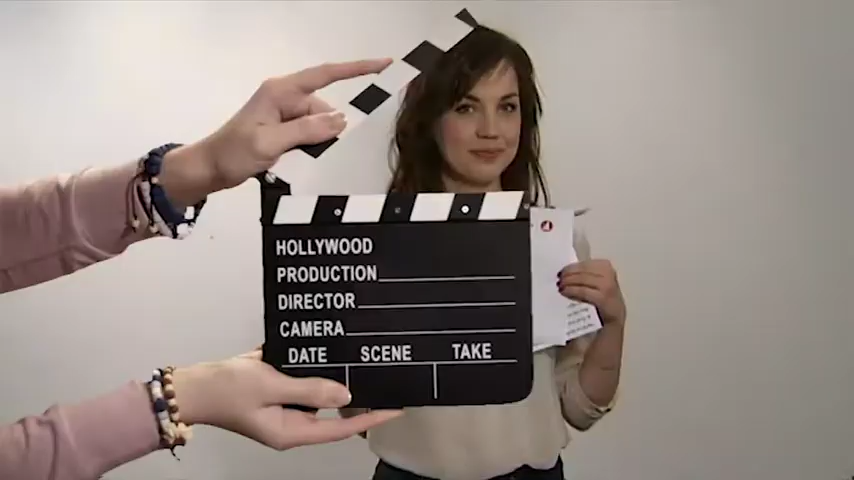 HOLLYWOOD
PRODUCTION
DIRECTOR
CAMERA
DATE SCENE TAKE